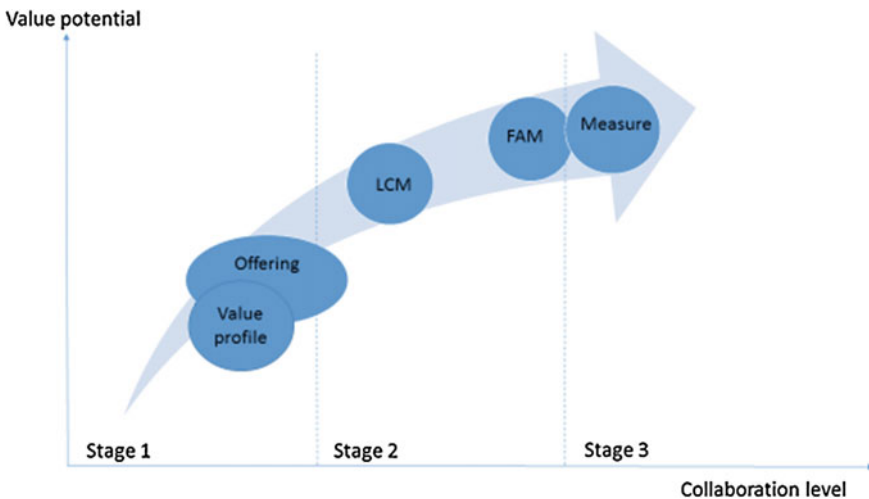 Value potential
FAM
Measure
LCM
Offering
Value
profile
Stage 1
Stage 2
Stage 3
Collaboration level